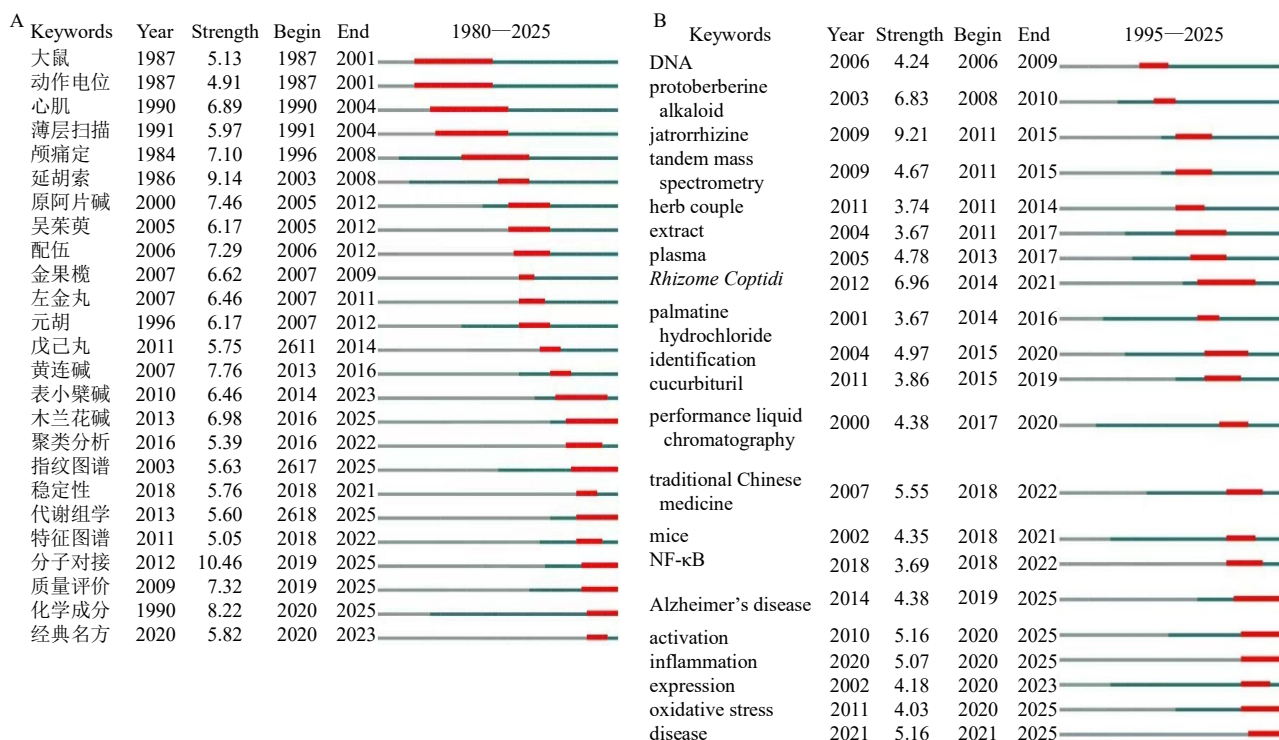 A
Keywords Year Strength Begin End 1980—2025
大鼠 1987 5.13 1987 2001
动作电位 1987 4.91 1987 2001
心肌 1990 6.89 1990 2004
薄层扫描 1991 5.97 1991 2004
颅痛定 1984 7.10 1996 2008
延胡索 1986 9.14 2003 2008
原阿片碱 2000 7.46 2005 2012
吴茱萸 2005 6.17 2005 2012
配伍 2006 7.29 2006 2012
金果榄 2007 6.62 2007 2009
左金丸 2007 6.46 2007 2011
元胡 1996 6.17 2007 2012
戊己丸 2011 5.75 2611 2014
黄连碱 2007 7.76 2013 2016
表小檗碱 2010 6.46 2014 2023
木兰花碱 2013 6.98 2016 2025
聚类分析 2016 5.39 2016 2022
指纹图谱 2003 5.63 2617 2025
稳定性 2018 5.76 2018 2021
代谢组学 2013 5.60 2618 2025
特征图谱 2011 5.05 2018 2022
分子对接 2012 10.46 2019 2025
质量评价 2009 7.32 2019 2025
化学成分 1990 8.22 2020 2025
经典名方 2020 5.82 2020 2023
B
Keywords Year Strength Begin End 1995—2025
DNA 2006 4.24 2006 2009
protoberberine
alkaloid 2003 6.83 2008 2010
jatrorrhizine 2009 9.21 2011 2015
tandem mass
spectrometry 2009 4.67 2011 2015
herb couple 2011 3.74 2011 2014
extract 2004 3.67 2011 2017
plasma 2005 4.78 2013 2017
Rhizome Coptidi 2012 6.96 2014 2021
palmatine
hydrochloride 2001 3.67 2014 2016
identification 2004 4.97 2015 2020
cucurbituril 2011 3.86 2015 2019
performance liquid
chromatography 2000 4.38 2017 2020
traditional Chinese
medicine 2007 5.55 2018 2022
mice 2002 4.35 2018 2021
NF-κB 2018 3.69 2018 2022
Alzheimer's disease 2014 4.38 2019 2025
activation 2010 5.16 2020 2025
inflammation 2020 5.07 2020 2025
expression 2002 4.18 2020 2023
oxidative stress 2011 4.03 2020 2025
disease 2021 5.16 2021 2025